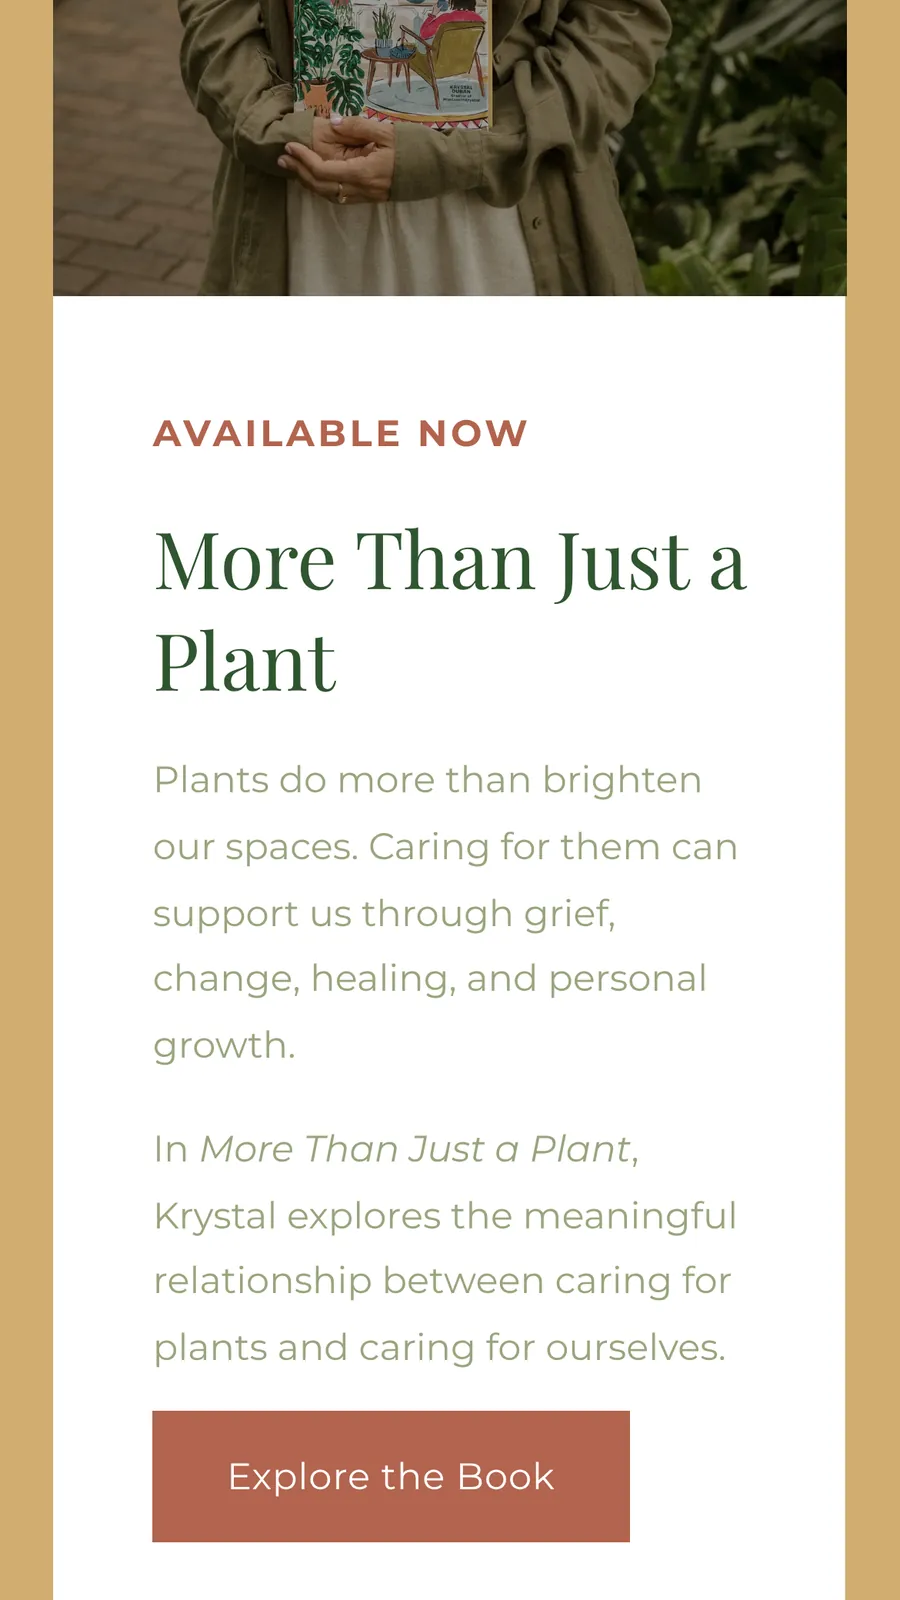 KRYSTAL
DURAN
AVAILABLE NOW
More Than Just a
Plant
Plants do more than brighten
our spaces. Caring for them can
support us through grief,
change, healing, and personal
growth.
In More Than Just a Plant,
Krystal explores the meaningful
relationship between caring for
plants and caring for ourselves.
Explore the Book